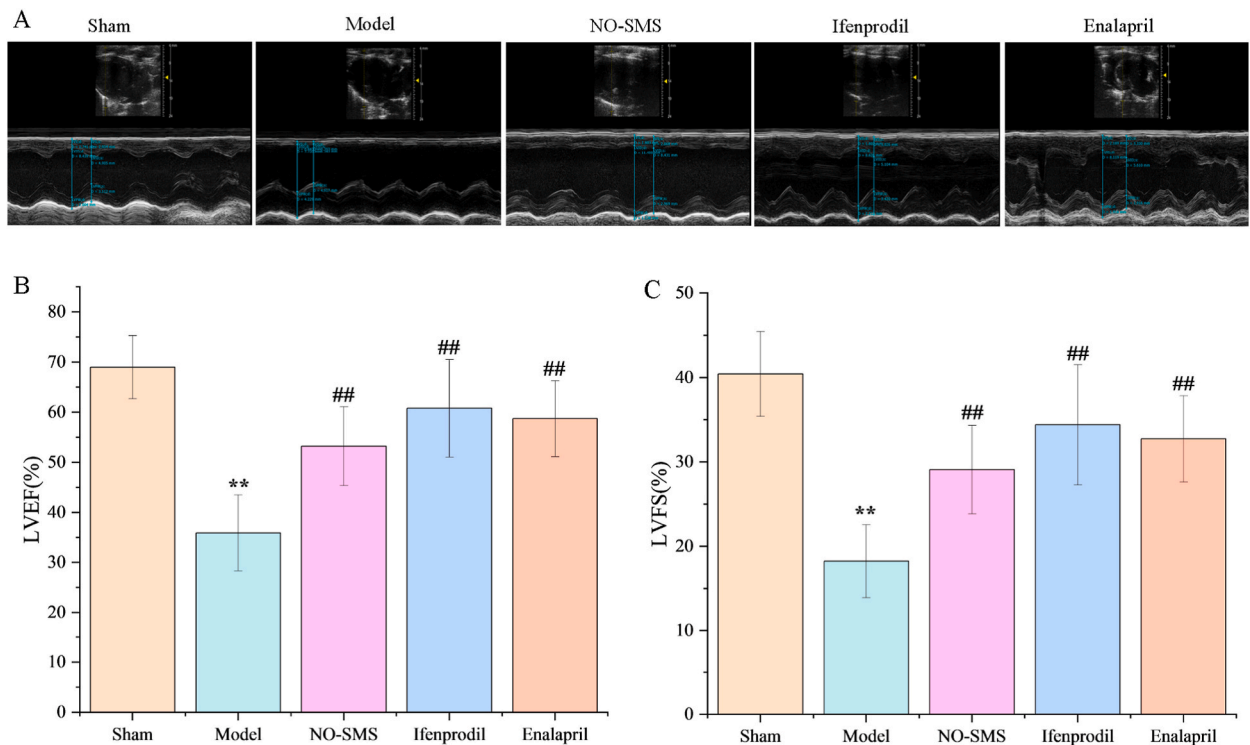 A
Sham
Model
NO-SMS
Ifenprodil
Enalapril
B
LVEF(%)
80
70
60
50
40
30
20
10
0
**
##
##
##
Sham
Model
NO-SMS
Ifenprodil
Enalapril
C
LVFS(%)
50
40
30
20
10
0
**
##
##
##
Sham
Model
NO-SMS
Ifenprodil
Enalapril